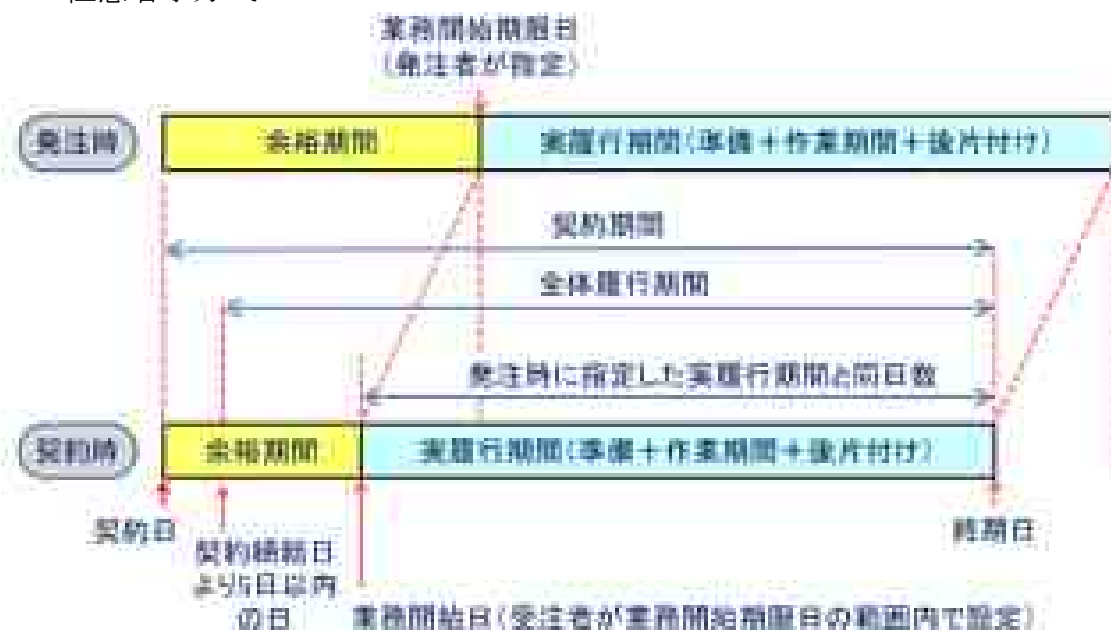 業務開始期限日
(発注者が指定)
発注時
余裕期間
実履行期間(準備+作業期間+後片付け)
契約期間
全体履行期間
発注時に指定した実履行期間と同日数
契約時
余裕期間
実履行期間(準備+作業期間+後片付け)
契約日
終期日
契約締結日
より5日以内
の日
業務開始日(受注者が業務開始期限日の範囲内で設定)